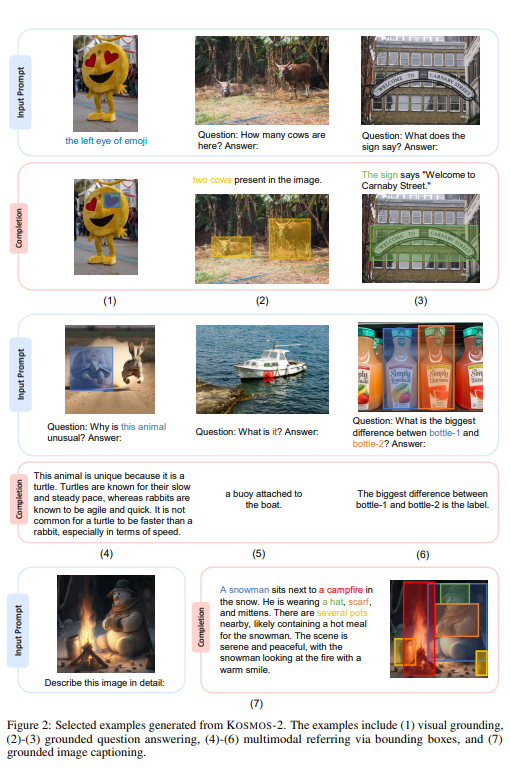 Input Prompt
the left eye of emoji
Question: How many cows are
here? Answer:
WELCOME TO CARNABY STREET
Question: What does the
sign say? Answer:
Completion
two cows present in the image.
The sign says "Welcome to
Carnaby Street."
WELCOME TO CARNABY STREET
(1)
(2)
(3)
Input Prompt
Question: Why is this animal
unusual? Answer:
Question: What is it? Answer:
Simply
Simply
Question: What is the biggest
difference betwen bottle-1 and
bottle-2? Answer:
Completion
This animal is unique because it is a
turtle. Turtles are known for their slow
and steady pace, whereas rabbits are
known to be agile and quick. It is not
common for a turtle to be faster than a
rabbit, especially in terms of speed.
a buoy attached to
the boat.
The biggest difference between
bottle-1 and bottle-2 is the label.
(4)
(5)
(6)
Input Prompt
Describe this image in detail:
Completion
A snowman sits next to a campfire in
the snow. He is wearing a hat, scarf,
and mittens. There are several pots
nearby, likely containing a hot meal
for the snowman. The scene is
serene and peaceful, with the
snowman looking at the fire with a
warm smile.
(7)
Figure 2: Selected examples generated from KOSMOS-2. The examples include (1) visual grounding,
(2)-(3) grounded question answering, (4)-(6) multimodal referring via bounding boxes, and (7)
grounded image captioning.